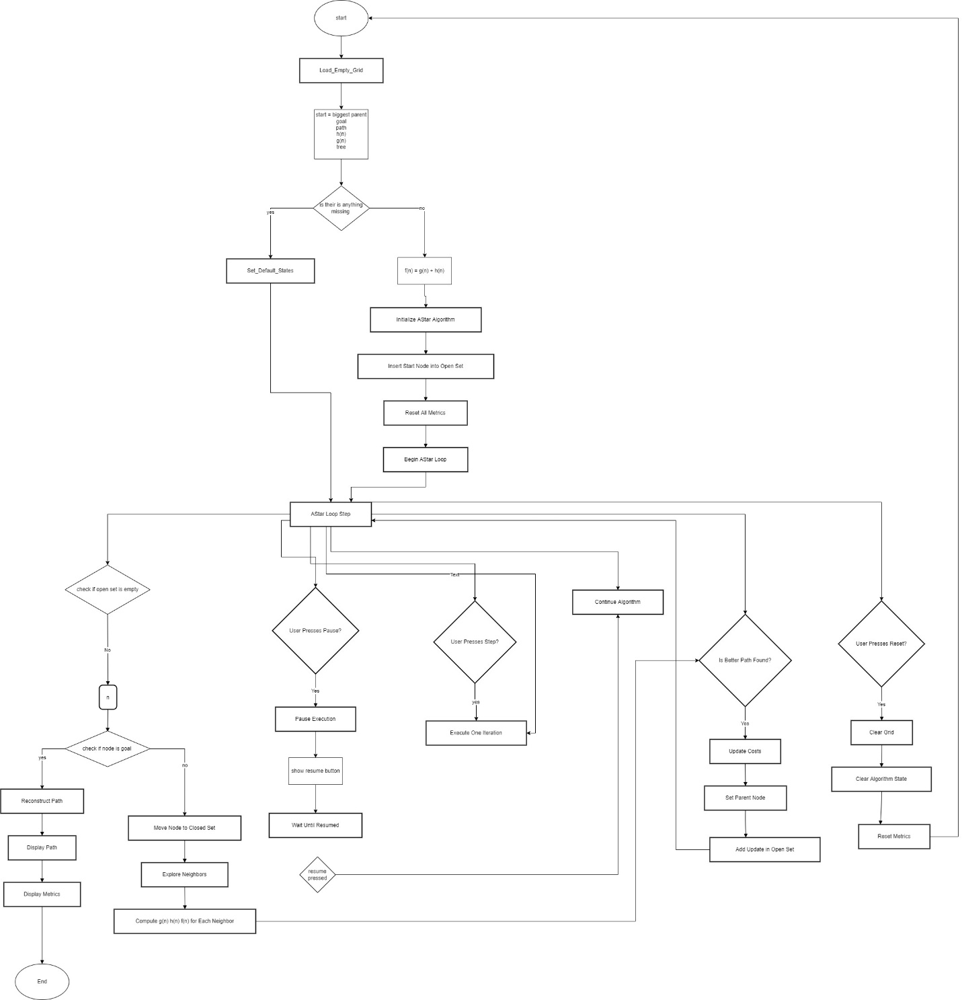 start
Load_Empty_Grid
start = biggest parent
goal
path
h(n)
g(n)
tree
is their is anything
missing
yes
no
Set_Default_States
f(n) = g(n) + h(n)
Initialize AStar Algorithm
Insert Start Node into Open Set
Reset All Metrics
Begin AStar Loop
AStar Loop Step
check if open set is empty
No
n
check if node is goal
yes
no
Reconstruct Path
Display Path
Display Metrics
End
Move Node to Closed Set
Explore Neighbors
Compute g(n) h(n) f(n) for Each Neighbor
User Presses Pause?
Yes
Pause Execution
show resume button
Wait Until Resumed
resume
pressed
Text
User Presses Step?
yes
Execute One Iteration
Continue Algorithm
Is Better Path Found?
Yes
Update Costs
Set Parent Node
Add Update in Open Set
User Presses Reset?
Yes
Clear Grid
Clear Algorithm State
Reset Metrics